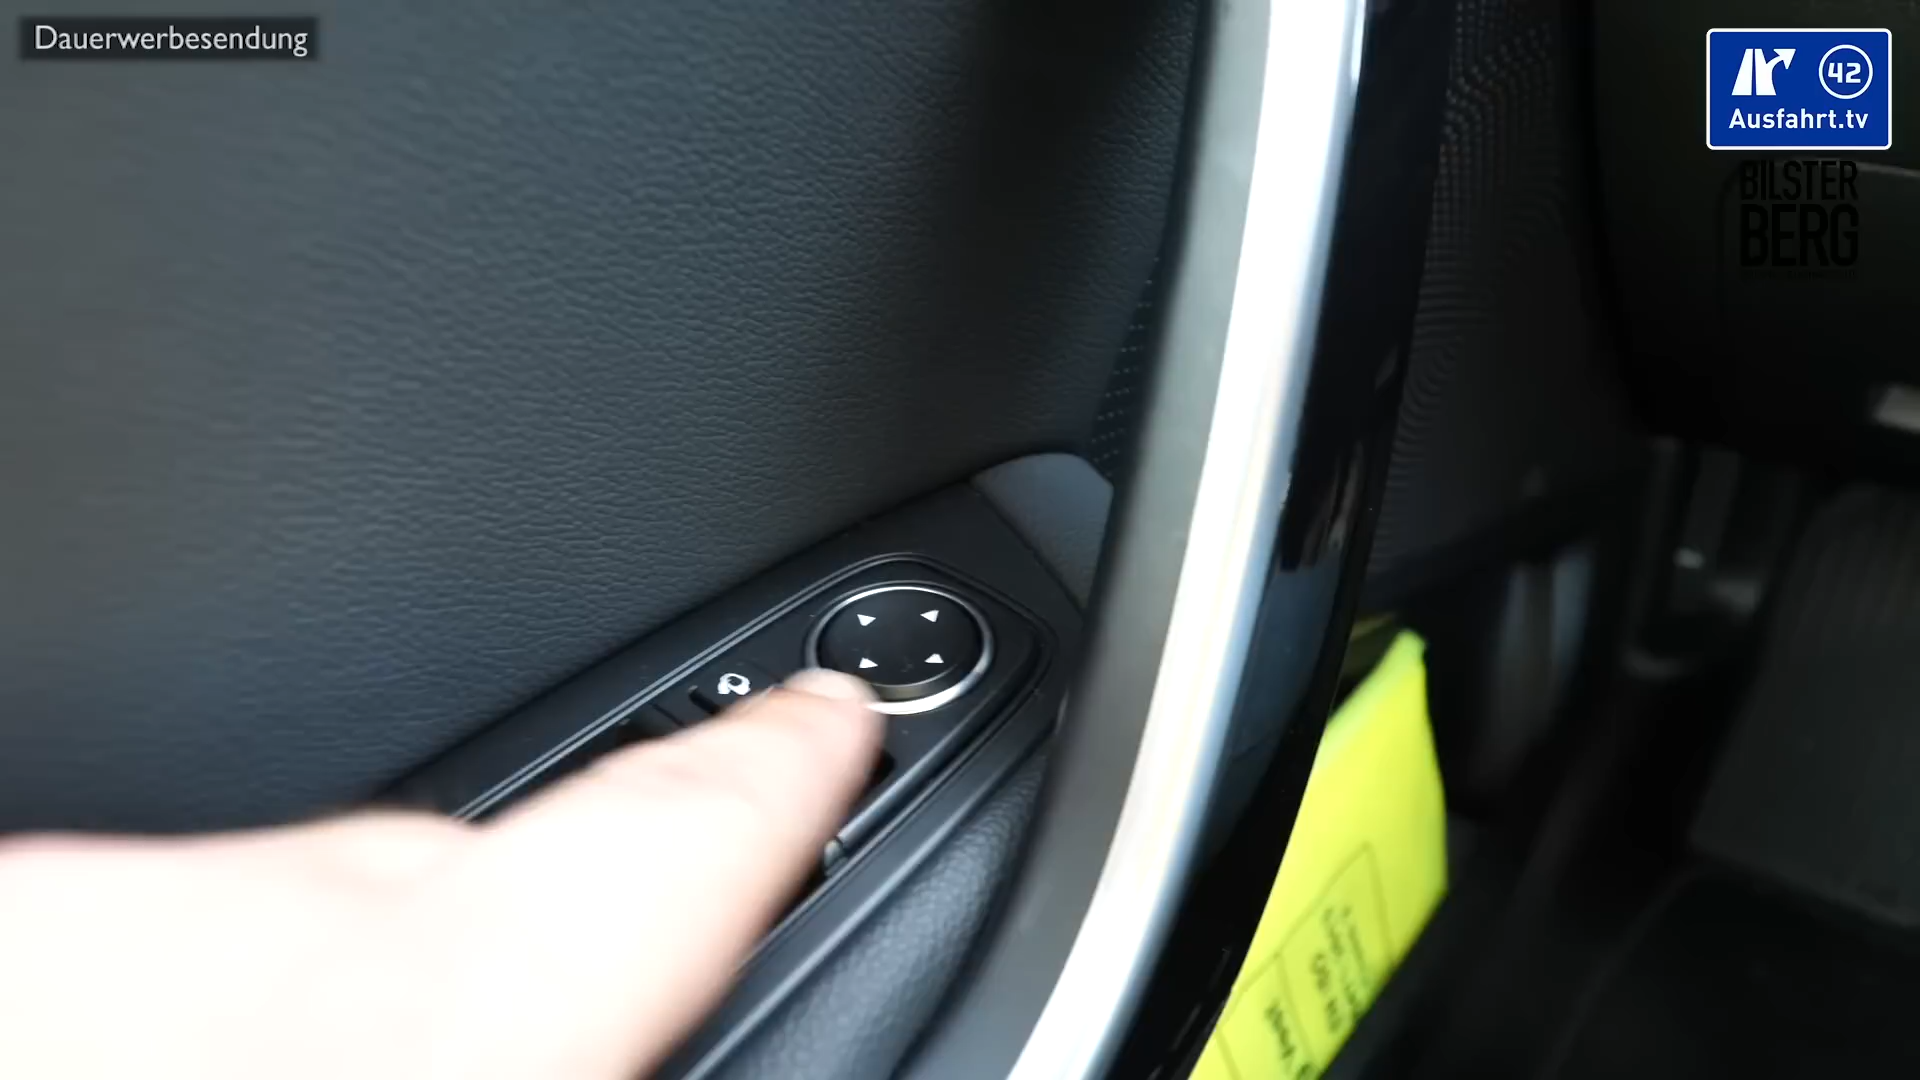 Dauerwerbesendung
42
Ausfahrt.tv
BILSTER
BERG